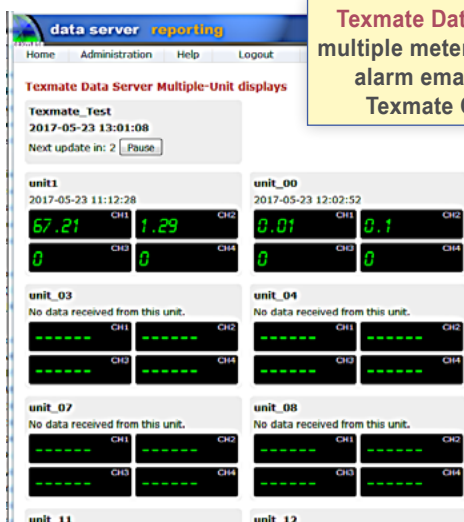 data server reporting
Texmate Dat
multiple meter
alarm ema
Texmate
Home Administration Help Logout
Texmate Data Server Multiple-Unit displays
Texmate_Test
2017-05-23 13:01:08
Next update in: 2 Pause
unit1 unit_00
2017-05-23 11:12:28 2017-05-23 12:02:52
67.21 CH1 1.29 CH2 0.01 CH1 0.1 CH2
0 CH3 0 CH4 0 CH3 0 CH4
unit_03 unit_04
No data received from this unit. No data received from this unit.
------ CH1 ------ CH2 ------ CH1 ------ CH2
------ CH3 ------ CH4 ------ CH3 ------ CH4
unit_07 unit_08
No data received from this unit. No data received from this unit.
------ CH1 ------ CH2 ------ CH1 ------ CH2
------ CH3 ------ CH4 ------ CH3 ------ CH4
unit_11 unit_12